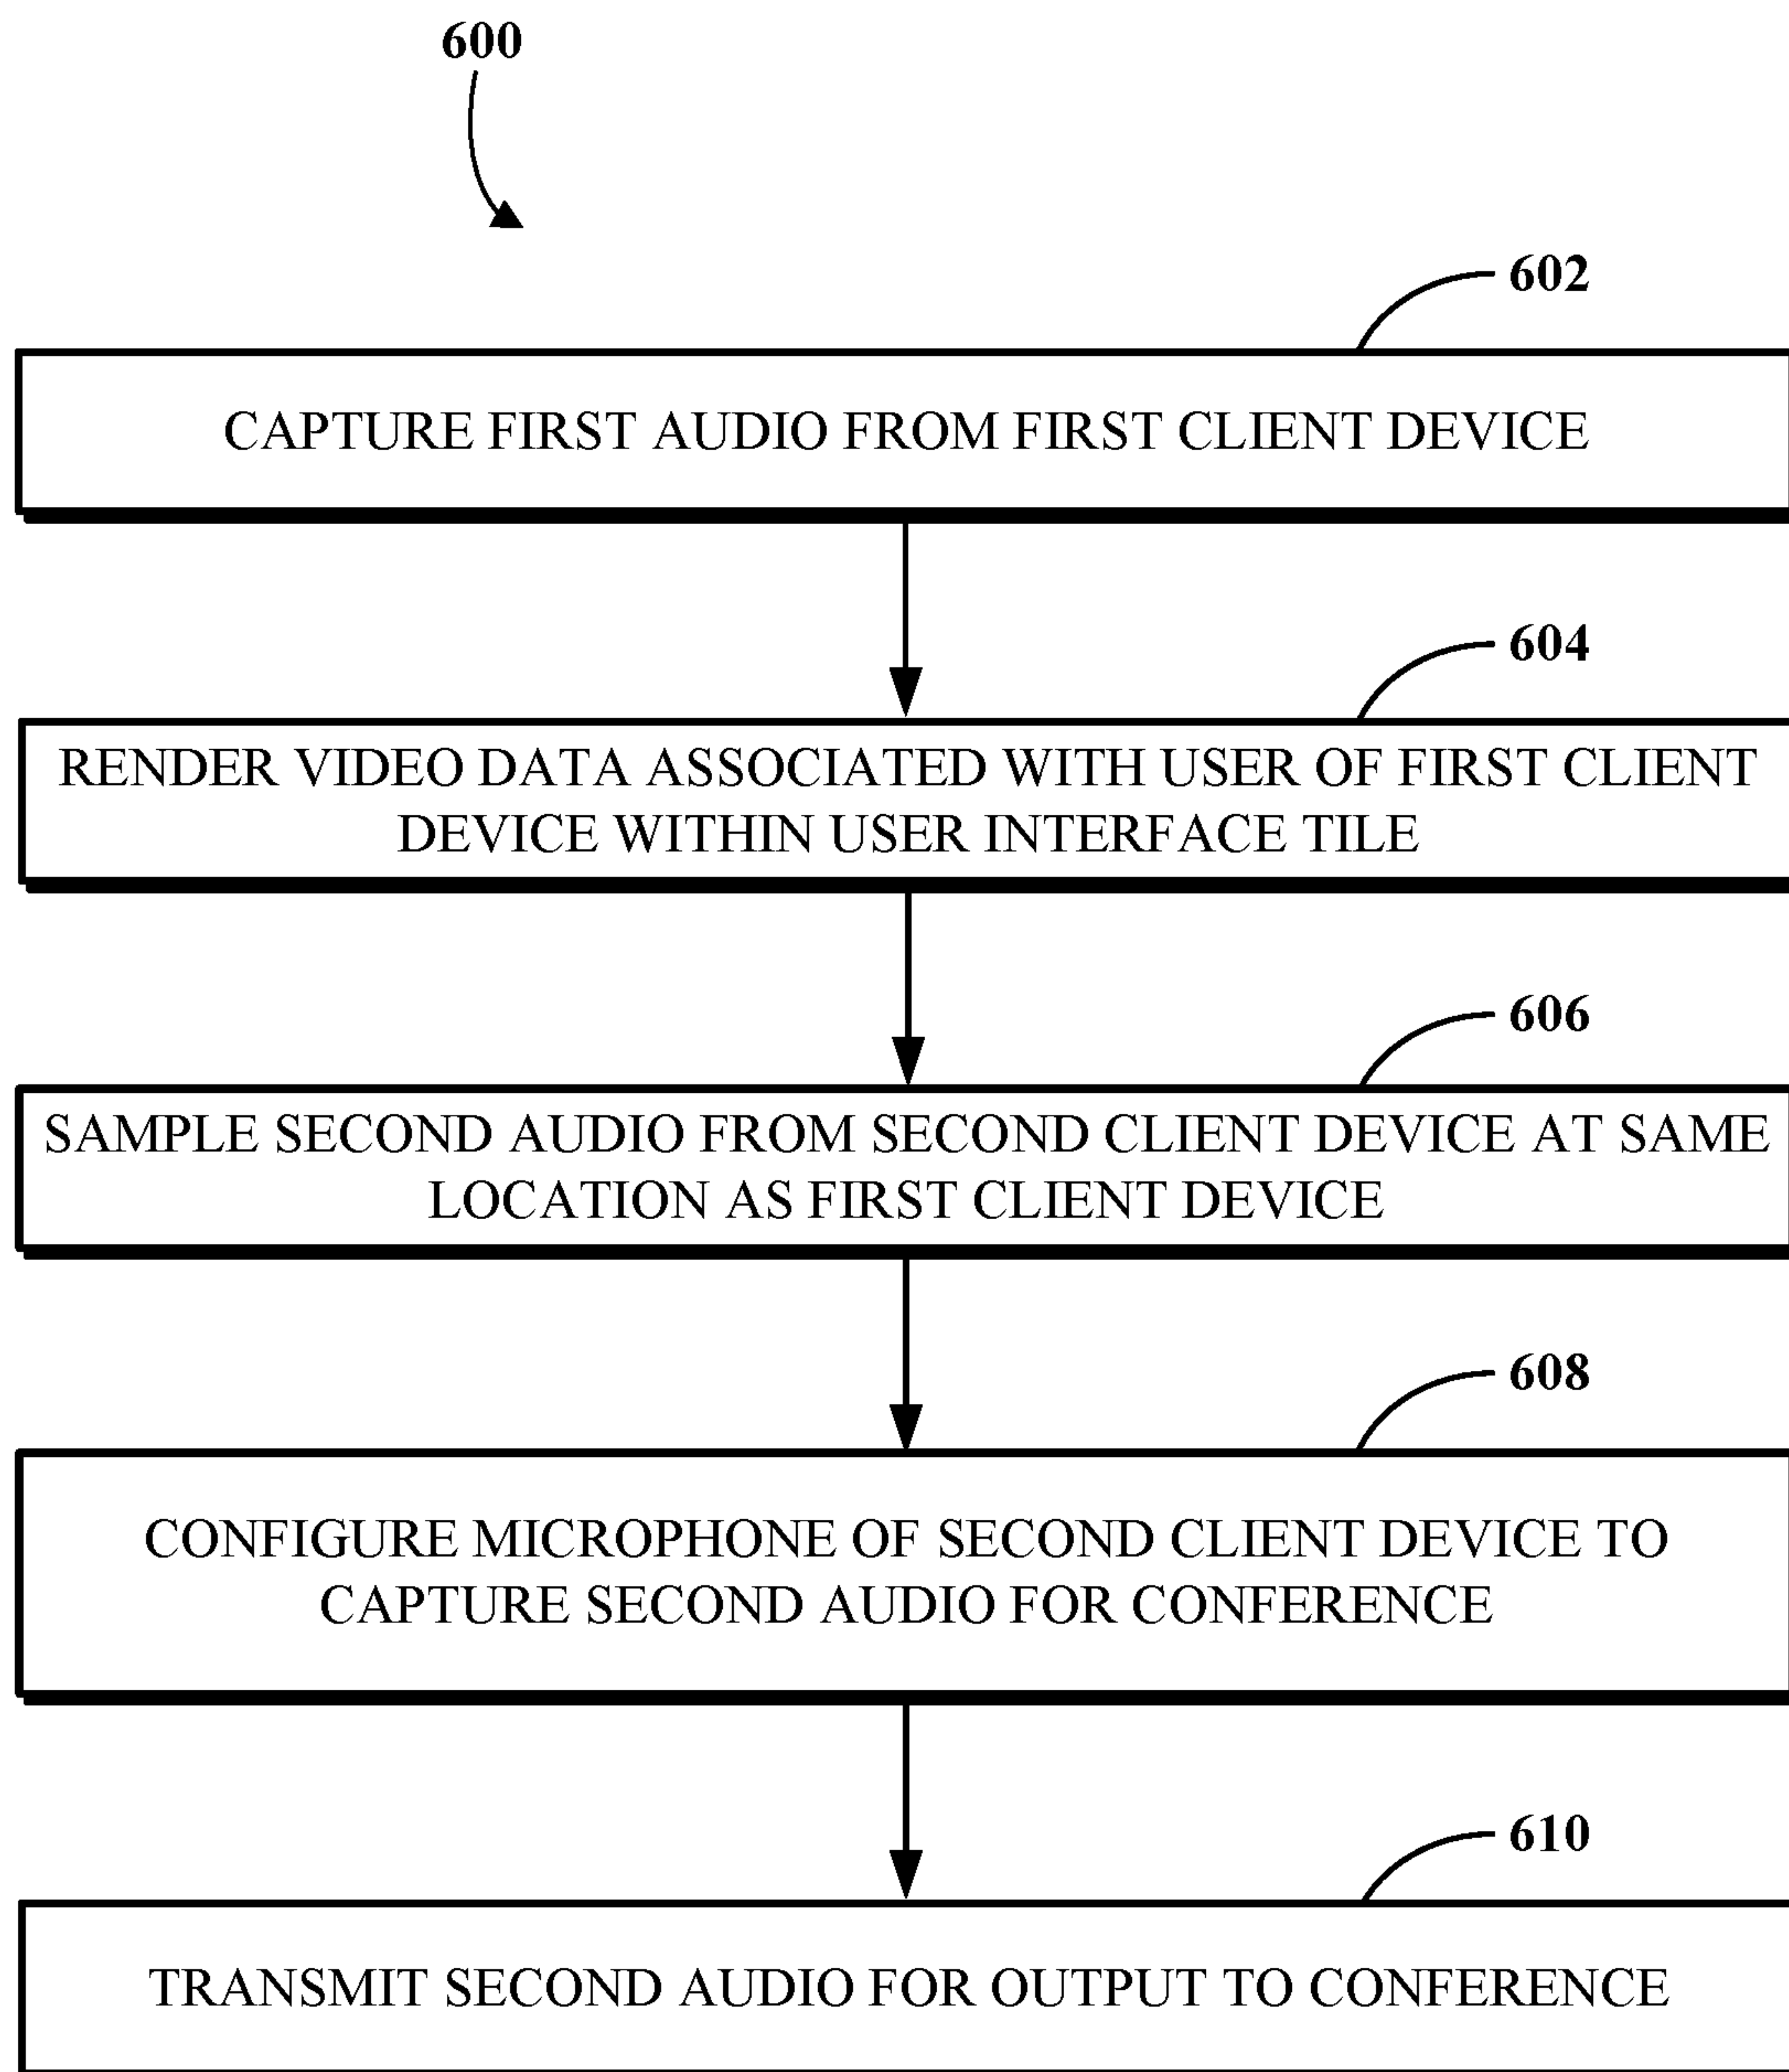 600
602
CAPTURE FIRST AUDIO FROM FIRST CLIENT DEVICE
604
RENDER VIDEO DATA ASSOCIATED WITH USER OF FIRST CLIENT
DEVICE WITHIN USER INTERFACE TILE
606
SAMPLE SECOND AUDIO FROM SECOND CLIENT DEVICE AT SAME
LOCATION AS FIRST CLIENT DEVICE
608
CONFIGURE MICROPHONE OF SECOND CLIENT DEVICE TO
CAPTURE SECOND AUDIO FOR CONFERENCE
610
TRANSMIT SECOND AUDIO FOR OUTPUT TO CONFERENCE